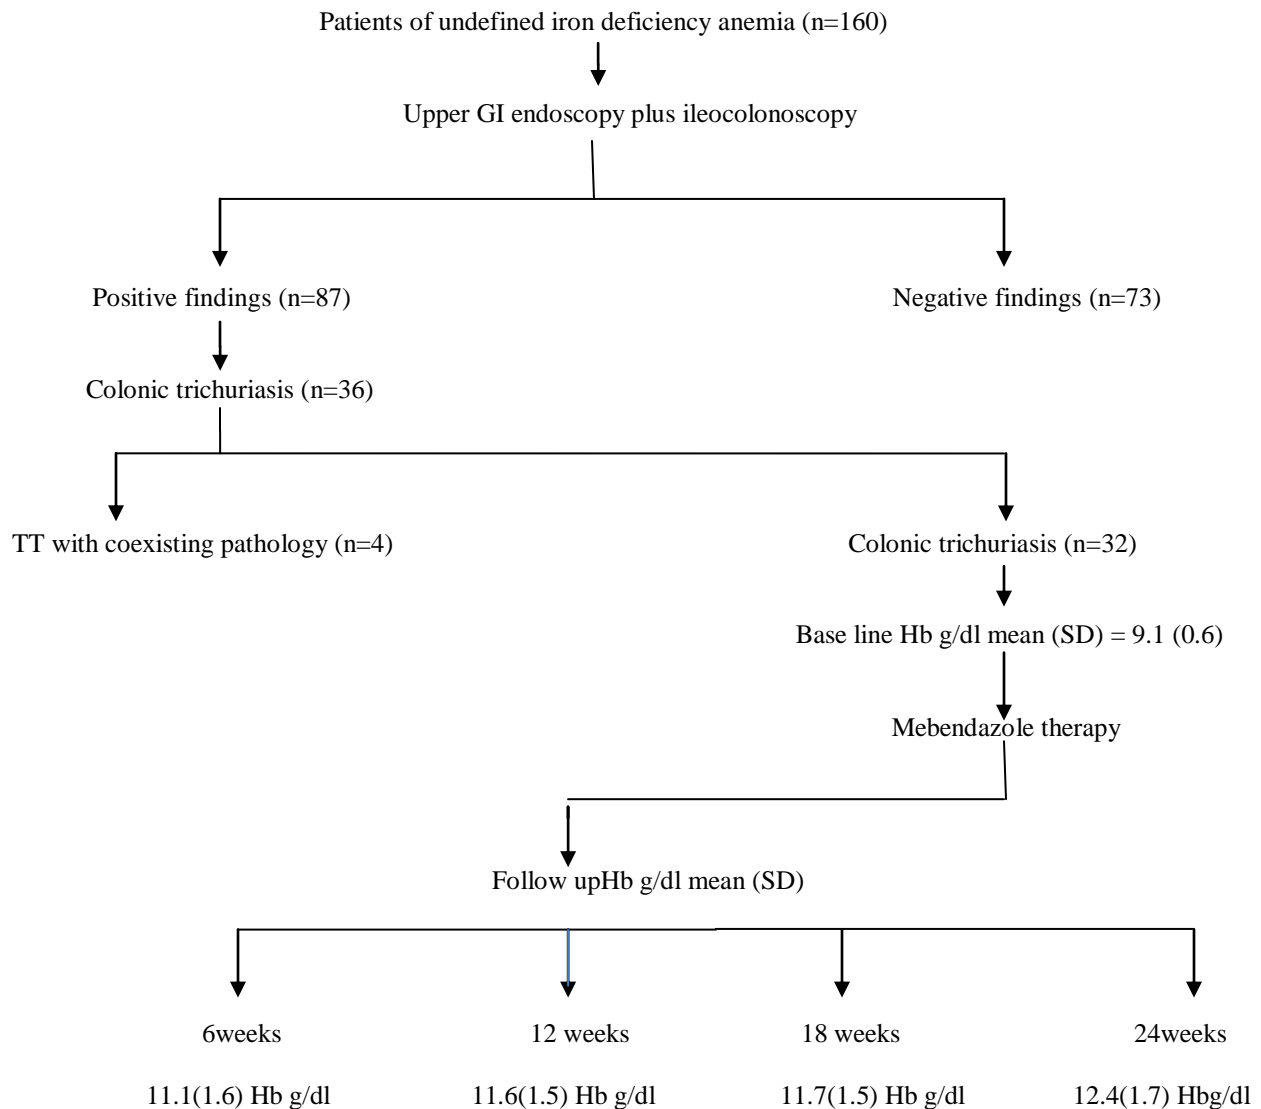 Patients of undefined iron deficiency anemia (n=160)
Upper GI endoscopy plus ileocolonoscopy
Positive findings (n=87)
Negative findings (n=73)
Colonic trichuriasis (n=36)
TT with coexisting pathology (n=4)
Colonic trichuriasis (n=32)
Base line Hb g/dl mean (SD) = 9.1 (0.6)
Mebendazole therapy
Follow upHb g/dl mean (SD)
6weeks
12 weeks
18 weeks
24weeks
11.1(1.6) Hb g/dl
11.6(1.5) Hb g/dl
11.7(1.5) Hb g/dl
12.4(1.7) Hbg/dl